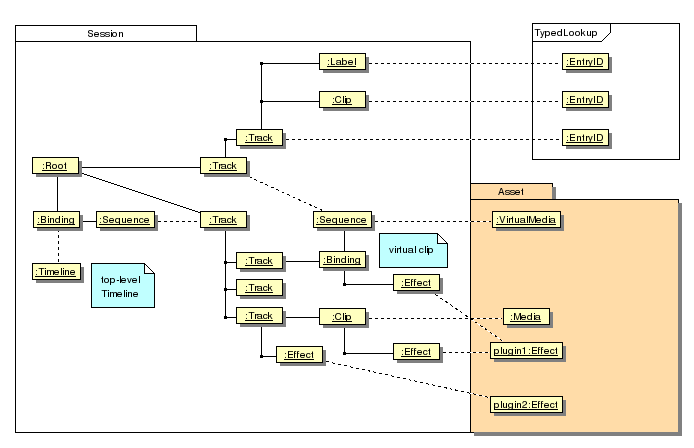 Session
TypedLookup
:Label
:EntryID
:Clip
:EntryID
:Track
:EntryID
:Root
:Track
Asset
:Binding
:Sequence
:Track
:Sequence
:VirtualMedia
virtual clip
:Track
:Binding
:Timeline
top-level
Timeline
:Track
:Effect
:Track
:Clip
:Media
:Effect
:Effect
plugin1:Effect
plugin2:Effect